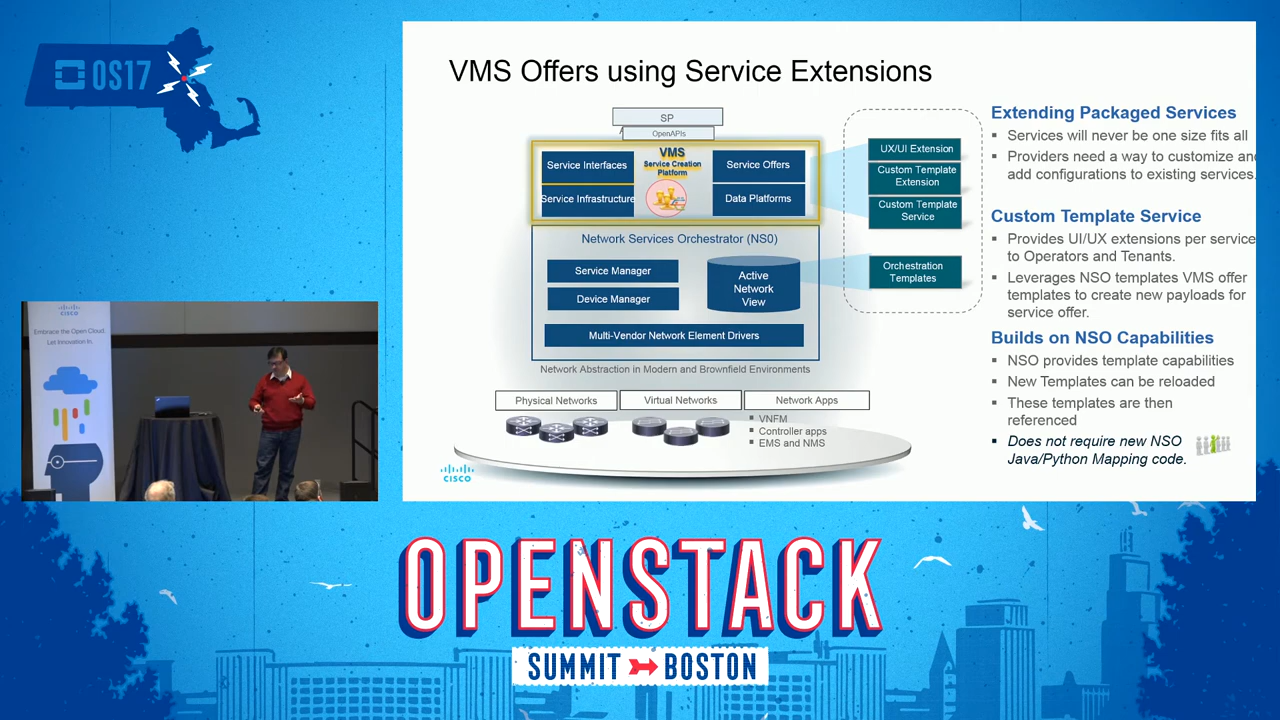 OS17
CISCO
Embrace the Open Cloud.
Let Innovation In.
VMS Offers using Service Extensions
SP
OpenAPIs
VMS
Service Creation
Platform
Service Interfaces
Service Offers
Service Infrastructure
Data Platforms
Network Services Orchestrator (NS0)
Service Manager
Device Manager
Active
Network
View
Multi-Vendor Network Element Drivers
Network Abstraction in Modern and Brownfield Environments
Physical Networks
Virtual Networks
Network Apps
VNFM
Controller apps
EMS and NMS
CISCO
UX/UI Extension
Custom Template
Extension
Custom Template
Service
Orchestration
Templates
Extending Packaged Services
Services will never be one size fits all
Providers need a way to customize and
add configurations to existing services.
Custom Template Service
Provides UI/UX extensions per service
to Operators and Tenants.
Leverages NSO templates VMS offer
templates to create new payloads for
service offer.
Builds on NSO Capabilities
NSO provides template capabilities
New Templates can be reloaded
These templates are then
referenced
Does not require new NSO
Java/Python Mapping code.
OPENSTACK
SUMMIT BOSTON